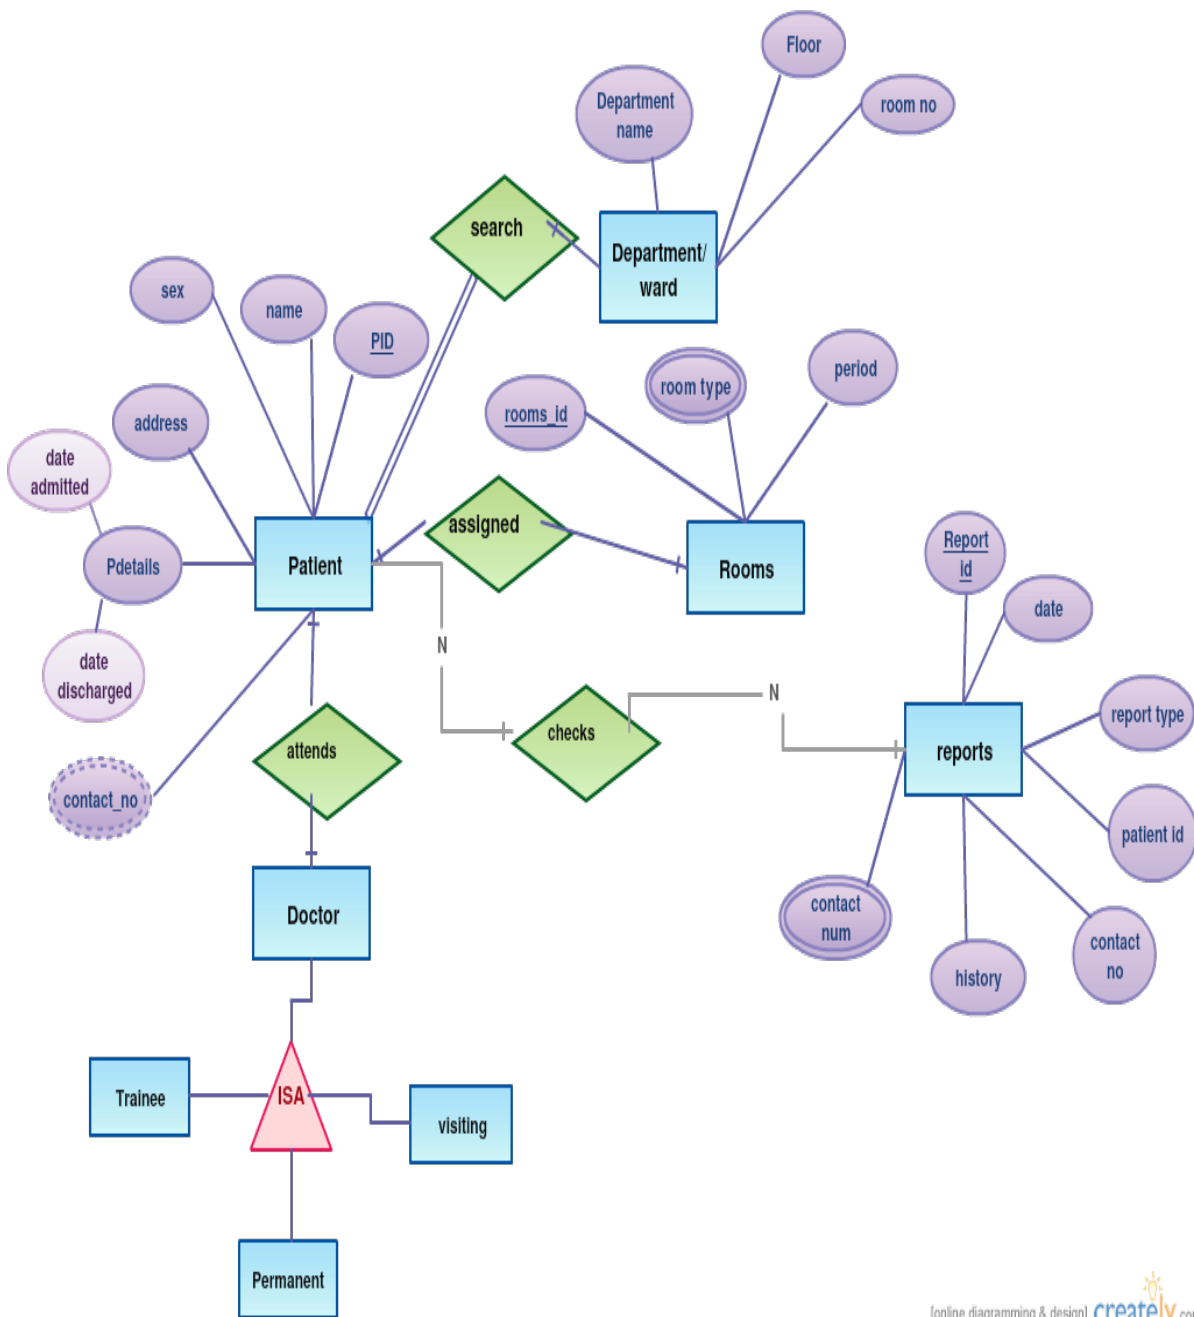 Floor
Department
name
room no
search
Department/
ward
sex
name
PID
room type
period
rooms_id
address
date
admitted
assigned
Pdetails
Patient
Rooms
Report
id
date
date
discharged
N
N
checks
report type
attends
reports
contact_no
patient id
contact
num
Doctor
contact
no
history
ISA
Trainee
visiting
Permanent
[online diagramming & design] creately.co